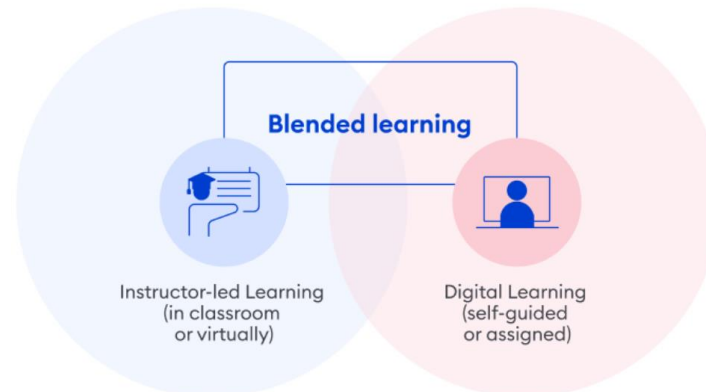 Blended learning
Instructor-led Learning
(in classroom
or virtually)
Digital Learning
(self-guided
or assigned)